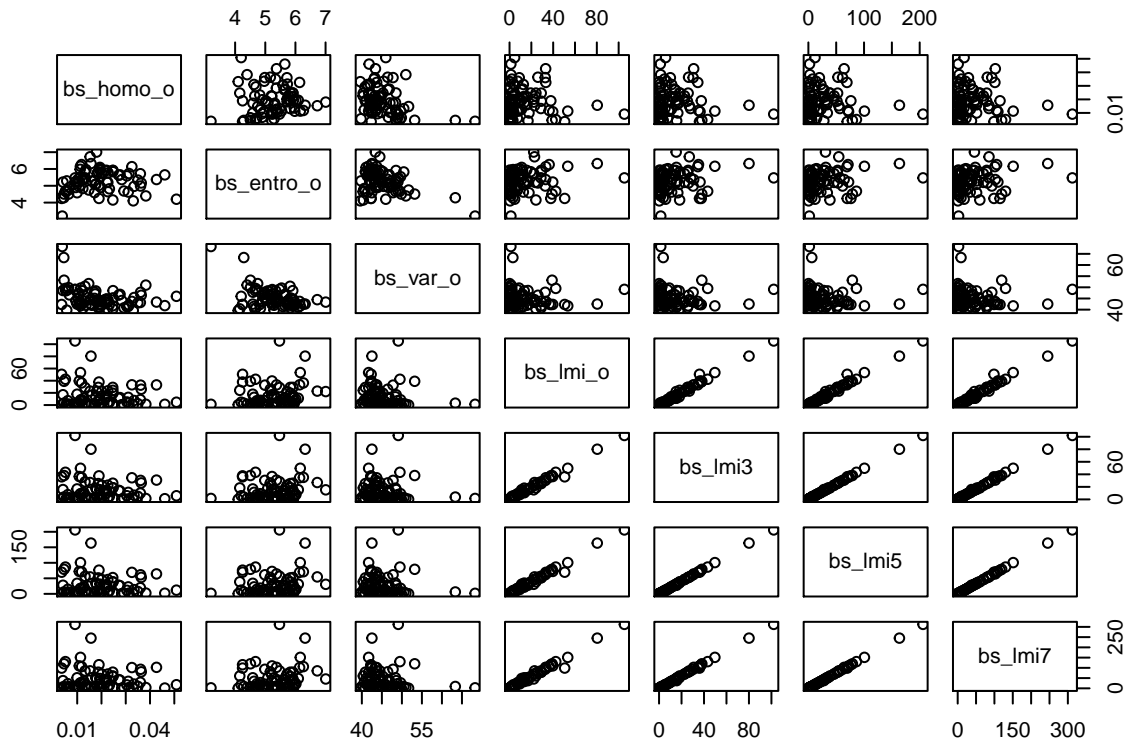 4 5 6 7 0 40 80 0 100 200
bs_homo_o 0.01
4 6 bs_entro_o
bs_var_o 40 60
0 60 bs_lmi_o
bs_lmi3 0 60
0 150 bs_lmi5
bs_lmi7 0 250
0.01 0.04 40 55 0 40 80 0 150 300